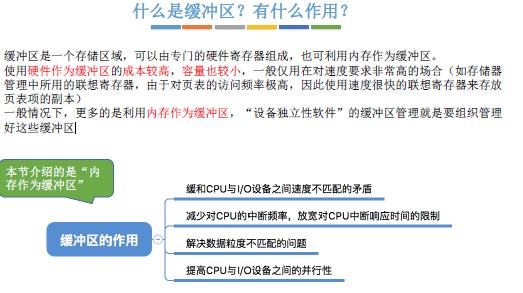 什么是缓冲区？有什么作用？
缓冲区是一个存储区域，可以由专门的硬件寄存器组成，也可利用内存作为缓冲区。
使用硬件作为缓冲区的成本较高，容量也较小，一般仅用在对速度要求非常高的场合（如存储器
管理中所用的联想寄存器，由于对页表的访问频率极高，因此使用速度很快的联想寄存器来存放
页表项的副本）
一般情况下，更多的是利用内存作为缓冲区，“设备独立性软件”的缓冲区管理就是要组织管理
好这些缓冲区
本节介绍的是“内
存作为缓冲区”
缓冲区的作用
缓和CPU与I/O设备之间速度不匹配的矛盾
减少对CPU的中断频率，放宽对CPU中断响应时间的限制
解决数据粒度不匹配的问题
提高CPU与I/O设备之间的并行性